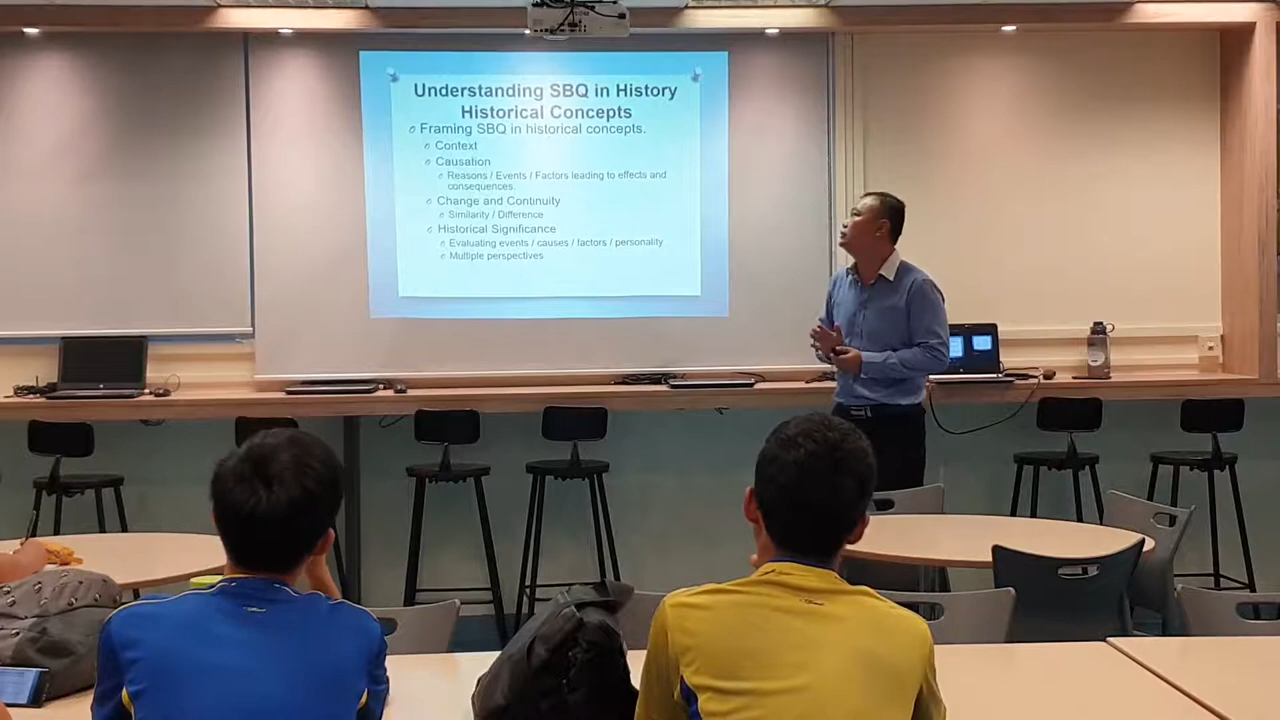 Understanding SBQ in History
Historical Concepts
Framing SBQ in historical concepts.
Context
Causation
Reasons / Events / Factors leading to effects and
consequences.
Change and Continuity
Similarity / Difference
Historical Significance
Evaluating events / causes / factors / personality
Multiple perspectives